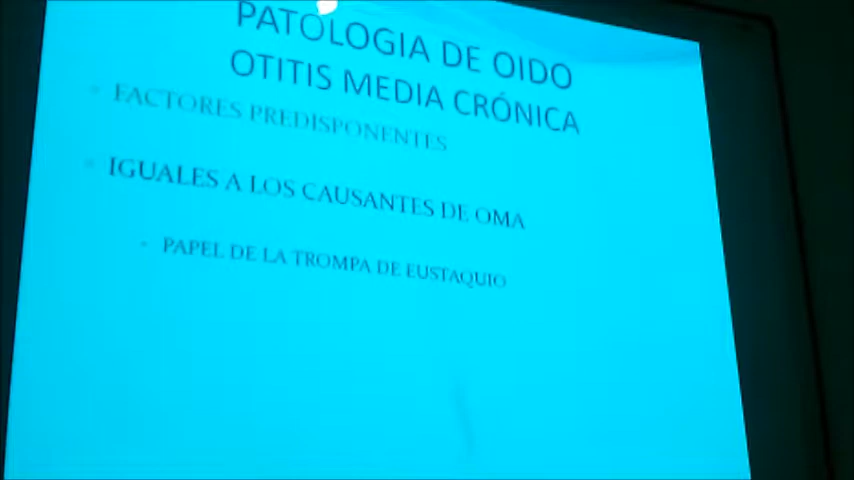 PATOLOGIA DE OIDO
OTITIS MEDIA CRÓNICA
FACTORES PREDISPONENTES
IGUALES A LOS CAUSANTES DE OMA
PAPEL DE LA TROMPA DE EUSTAQUIO